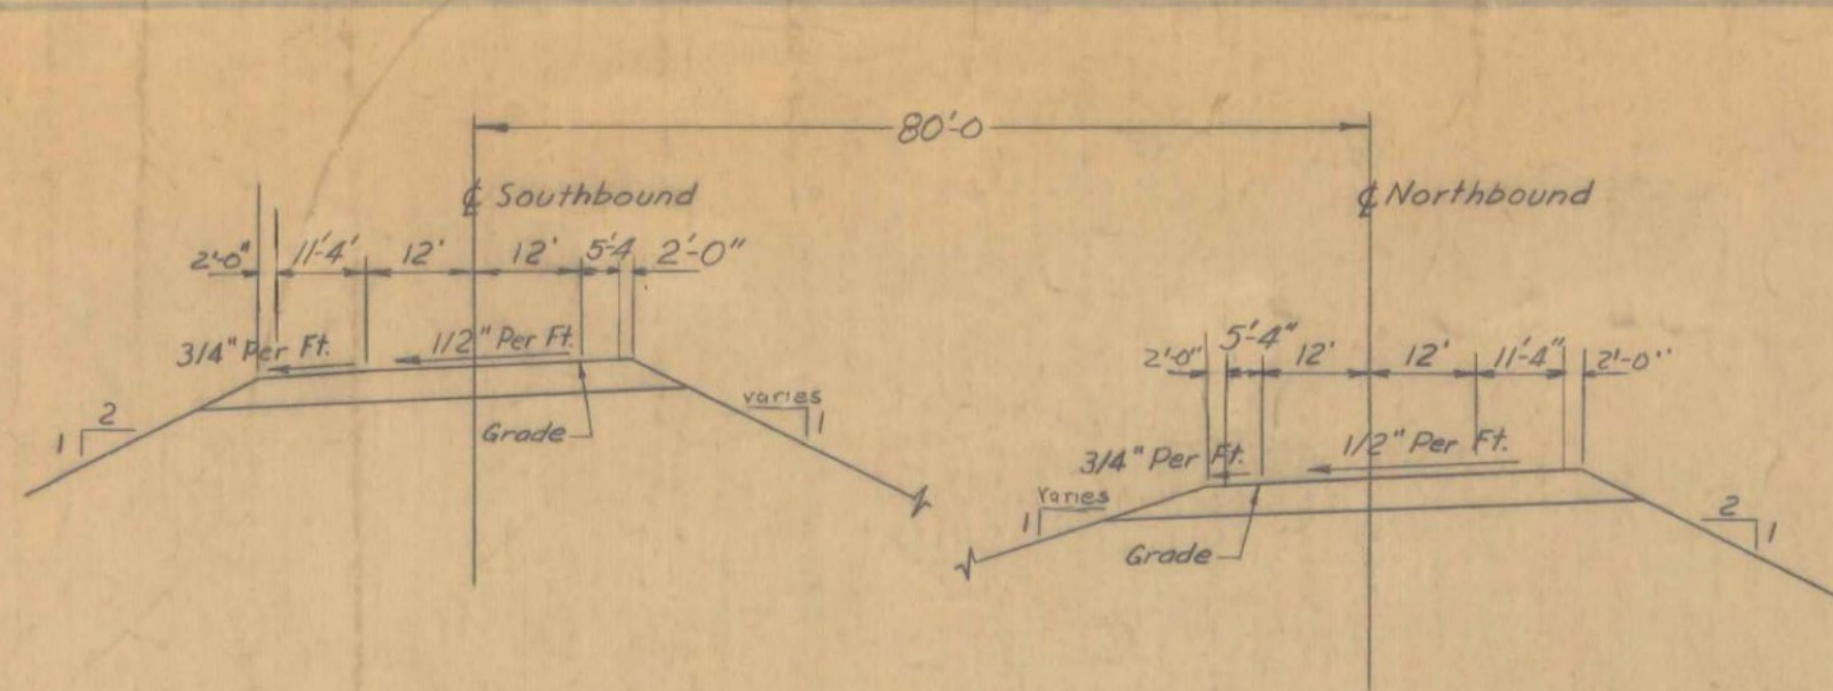 80'-0
℄ Southbound
℄ Northbound
2'-0" 11'-4' 12' 12' 5'-4 2'-0"
3/4" Per Ft.
1/2" Per Ft.
2
1
Grade
varies
1
2'-0" 5'-4" 12' 12' 11'-4" 2'-0"
3/4" Per Ft.
1/2" Per Ft.
Varies
1
Grade
2
1